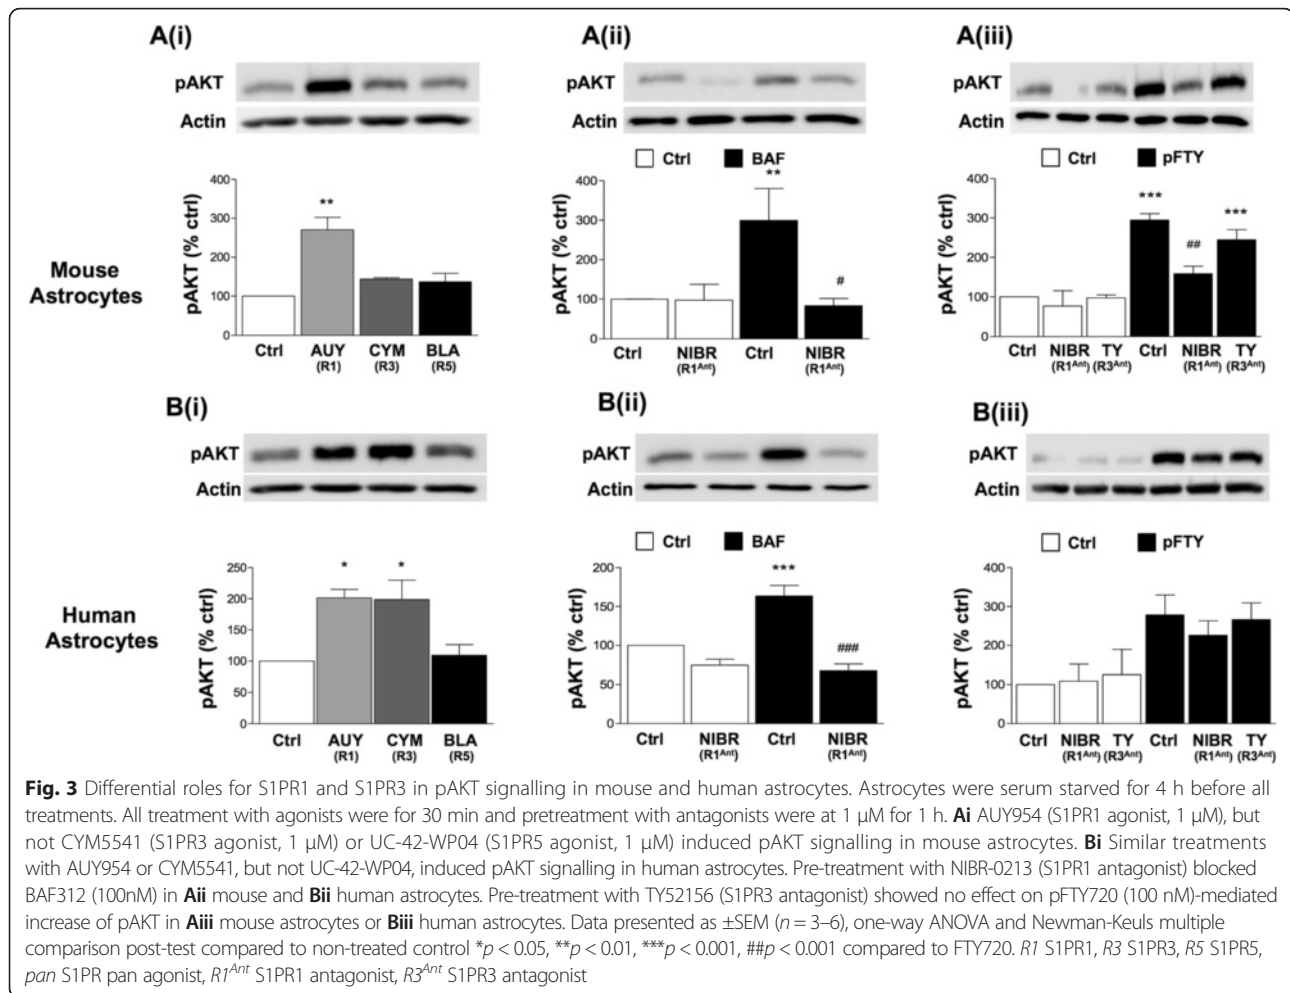 A(i)
pAKT
Actin
pAKT (% ctrl)
400
300
200
100
0
**
Ctrl AUY CYM BLA
(R1) (R3) (R5)
A(ii)
pAKT
Actin
Ctrl BAF
pAKT (% ctrl)
400
300
200
100
0
**
#
Ctrl NIBR Ctrl NIBR
(R1Ant) (R1Ant)
A(iii)
pAKT
Actin
Ctrl pFTY
pAKT (% ctrl)
400
300
200
100
0
***
##
***
Ctrl NIBR TY Ctrl NIBR TY
(R1Ant) (R3Ant) (R1Ant) (R3Ant)
Mouse
Astrocytes
B(i)
pAKT
Actin
pAKT (% ctrl)
250
200
150
100
50
0
* *
Ctrl AUY CYM BLA
(R1) (R3) (R5)
B(ii)
pAKT
Actin
Ctrl BAF
pAKT (% ctrl)
200
150
100
50
0
***
###
Ctrl NIBR Ctrl NIBR
(R1Ant) (R1Ant)
B(iii)
pAKT
Actin
Ctrl pFTY
pAKT (% ctrl)
400
300
200
100
0
Ctrl NIBR TY Ctrl NIBR TY
(R1Ant) (R3Ant) (R1Ant) (R3Ant)
Human
Astrocytes
Fig. 3 Differential roles for S1PR1 and S1PR3 in pAKT signalling in mouse and human astrocytes. Astrocytes were serum starved for 4 h before all
treatments. All treatment with agonists were for 30 min and pretreatment with antagonists were at 1 μM for 1 h. Ai AUY954 (S1PR1 agonist, 1 μM), but
not CYM5541 (S1PR3 agonist, 1 μM) or UC-42-WP04 (S1PR5 agonist, 1 μM) induced pAKT signalling in mouse astrocytes. Bi Similar treatments
with AUY954 or CYM5541, but not UC-42-WP04, induced pAKT signalling in human astrocytes. Pre-treatment with NIBR-0213 (S1PR1 antagonist) blocked
BAF312 (100nM) in Aii mouse and Bii human astrocytes. Pre-treatment with TY52156 (S1PR3 antagonist) showed no effect on pFTY720 (100 nM)-mediated
increase of pAKT in Aiii mouse astrocytes or Biii human astrocytes. Data presented as ±SEM (n = 3–6), one-way ANOVA and Newman-Keuls multiple
comparison post-test compared to non-treated control *p < 0.05, **p < 0.01, ***p < 0.001, ##p < 0.001 compared to FTY720. R1 S1PR1, R3 S1PR3, R5 S1PR5,
pan S1PR pan agonist, R1Ant S1PR1 antagonist, R3Ant S1PR3 antagonist